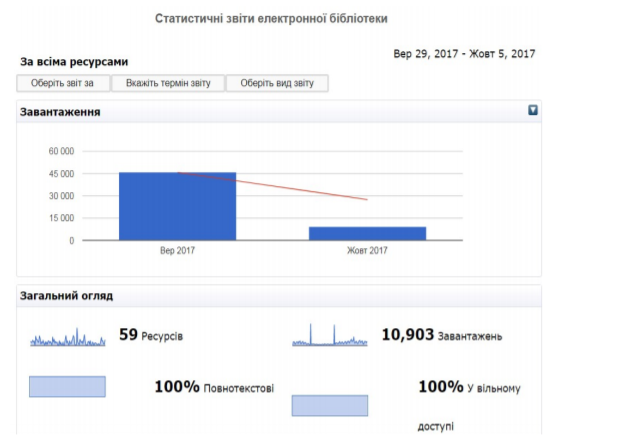 Статистичні звіти електронної бібліотеки
Вер 29, 2017 - Жовт 5, 2017
За всіма ресурсами
Оберіть звіт за Вкажіть термін звіту Оберіть вид звіту
Завантаження
60 000
45 000
30 000
15 000
0
Вер 2017 Жовт 2017
Загальний огляд
59 Ресурсів 10,903 Завантажень
100% Повнотекстові 100% У вільному
доступі